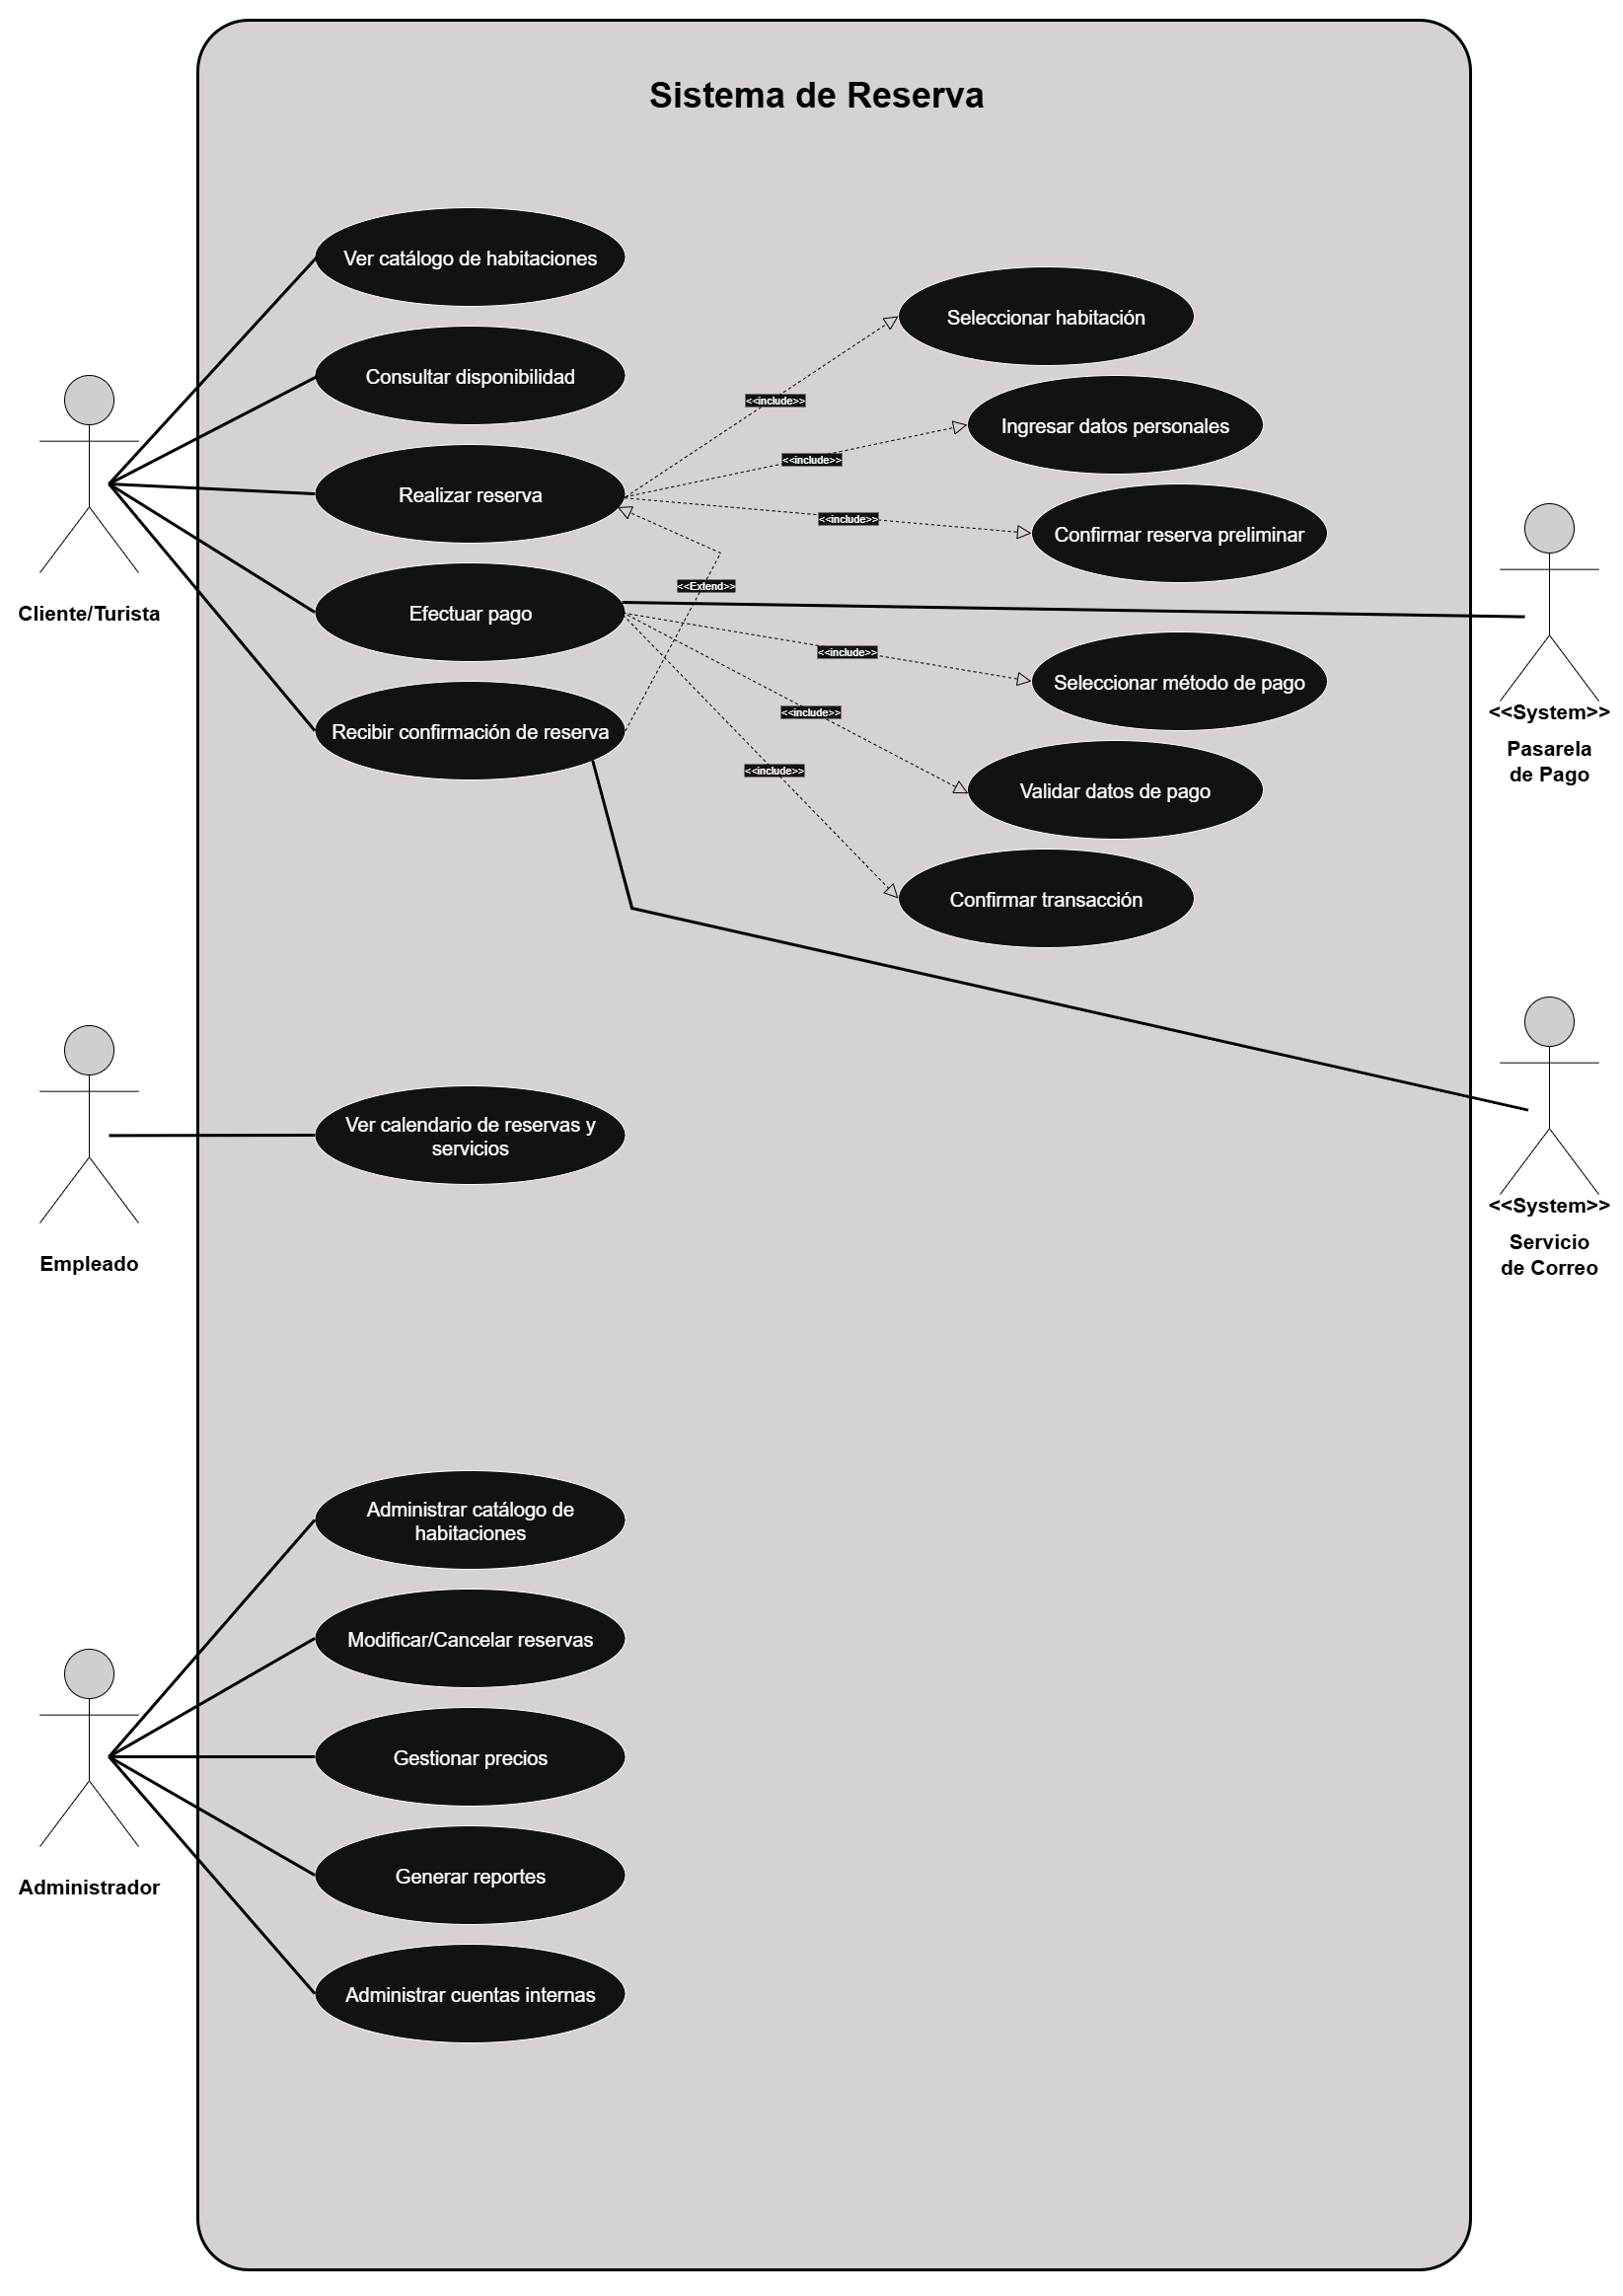 Sistema de Reserva
Ver catálogo de habitaciones
Seleccionar habitación
Consultar disponibilidad
<<include>>
Ingresar datos personales
<<include>>
Realizar reserva
<<include>>
Confirmar reserva preliminar
Cliente/Turista
<<Extend>>
Efectuar pago
<<include>>
Seleccionar método de pago
<<include>>
Recibir confirmación de reserva
<<include>>
Validar datos de pago
Confirmar transacción
<<System>>
Pasarela
de Pago
Ver calendario de reservas y
servicios
Empleado
<<System>>
Servicio
de Correo
Administrar catálogo de
habitaciones
Modificar/Cancelar reservas
Gestionar precios
Generar reportes
Administrador
Administrar cuentas internas